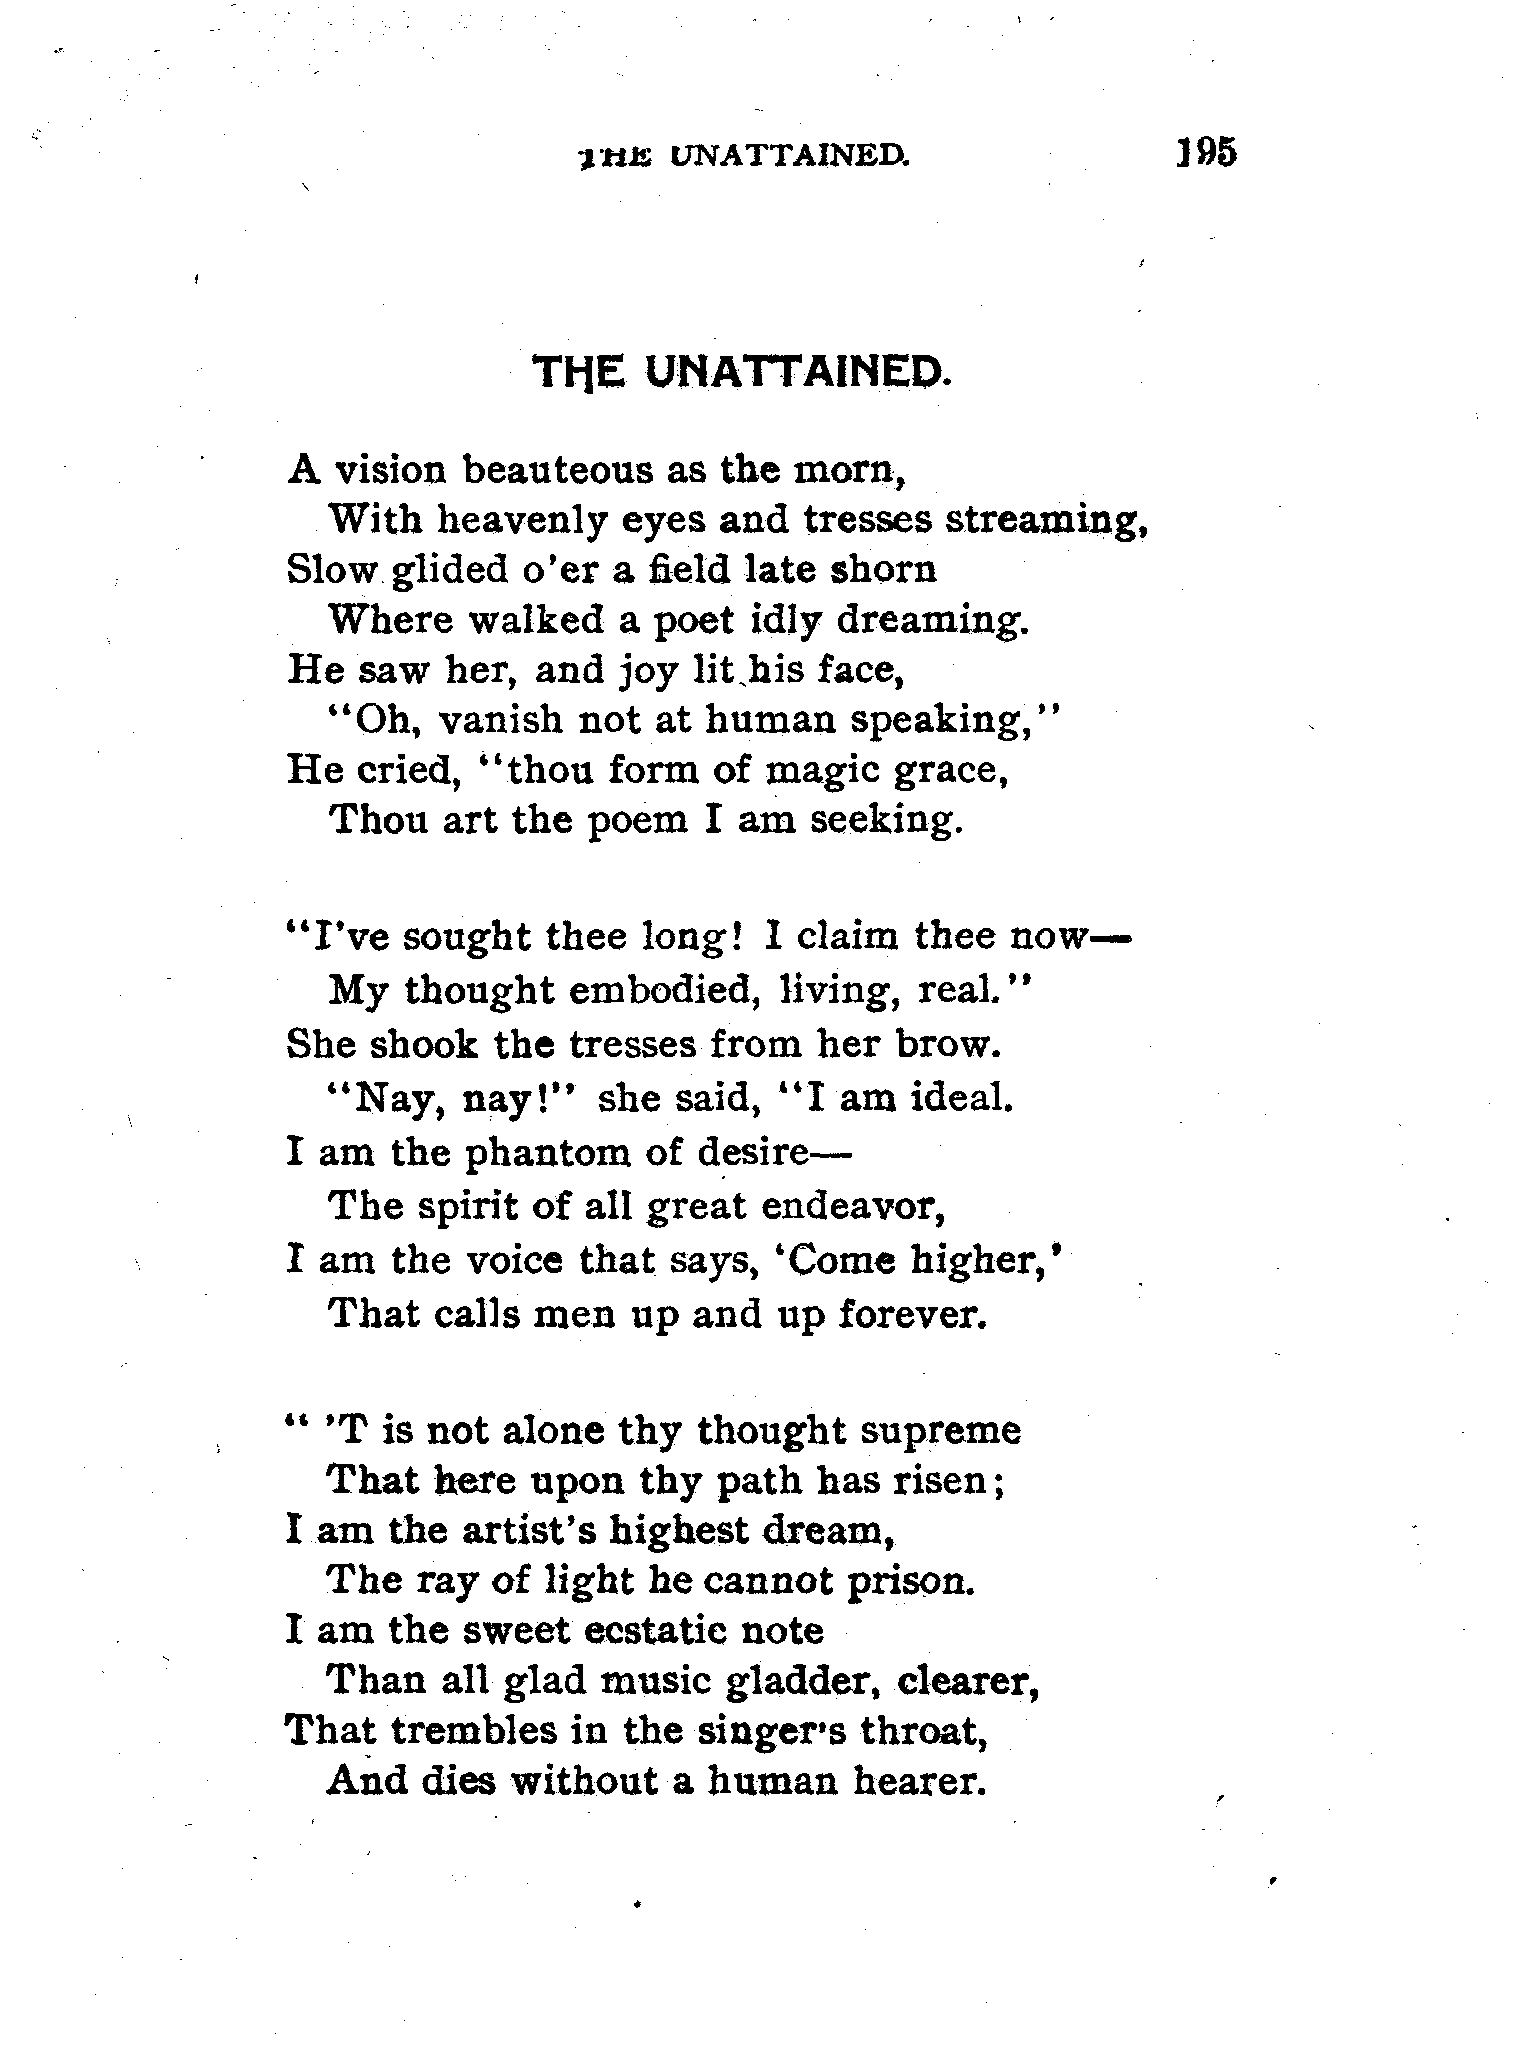 THE UNATTAINED. 195
THE UNATTAINED.
A vision beauteous as the morn,
With heavenly eyes and tresses streaming,
Slow glided o'er a field late shorn
Where walked a poet idly dreaming.
He saw her, and joy lit his face,
"Oh, vanish not at human speaking,"
He cried, "thou form of magic grace,
Thou art the poem I am seeking.
"I've sought thee long! I claim thee now—
My thought embodied, living, real."
She shook the tresses from her brow.
"Nay, nay!" she said, "I am ideal.
I am the phantom of desire—
The spirit of all great endeavor,
I am the voice that says, 'Come higher,'
That calls men up and up forever.
" 'T is not alone thy thought supreme
That here upon thy path has risen;
I am the artist's highest dream,
The ray of light he cannot prison.
I am the sweet ecstatic note
Than all glad music gladder, clearer,
That trembles in the singer's throat,
And dies without a human hearer.